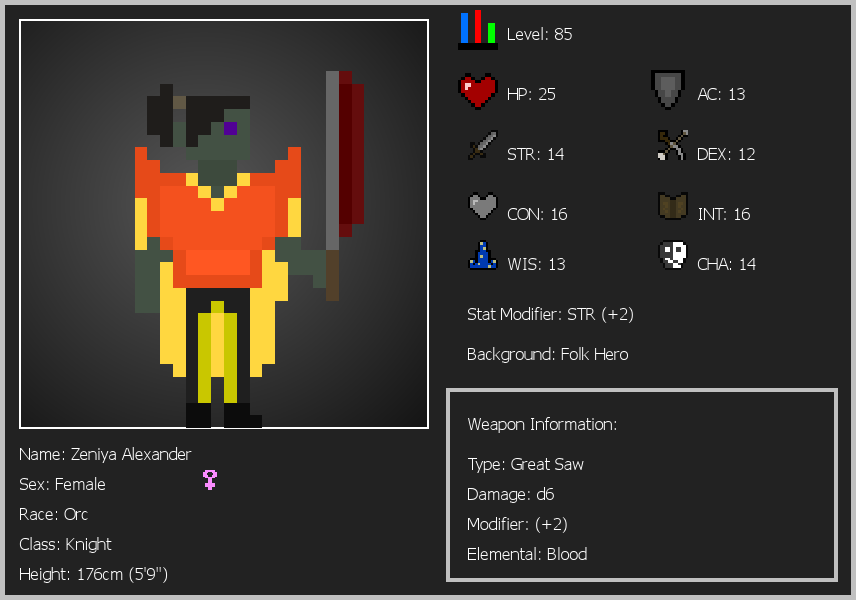 Level: 85
HP: 25
AC: 13
STR: 14
DEX: 12
CON: 16
INT: 16
WIS: 13
CHA: 14
Stat Modifier: STR (+2)
Background: Folk Hero
Weapon Information:
Type: Great Saw
Damage: d6
Modifier: (+2)
Elemental: Blood
Name: Zeniya Alexander
Sex: Female
Race: Orc
Class: Knight
Height: 176cm (5'9")